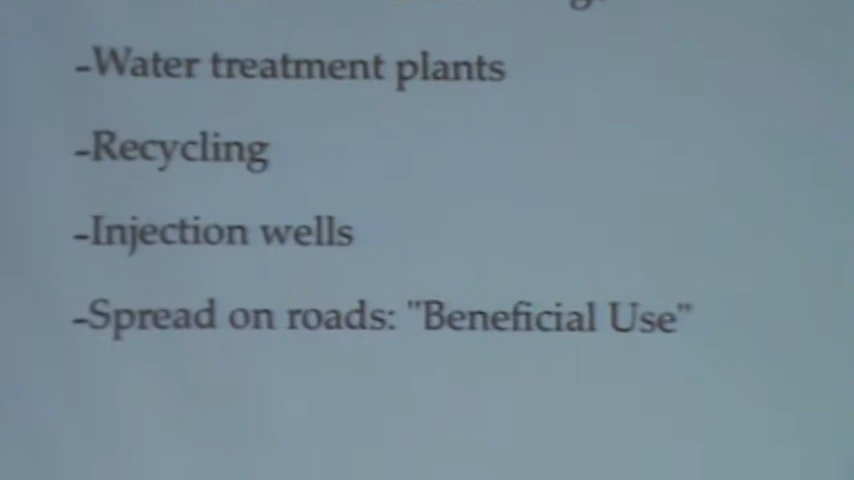 -Water treatment plants
-Recycling
-Injection wells
-Spread on roads: "Beneficial Use"